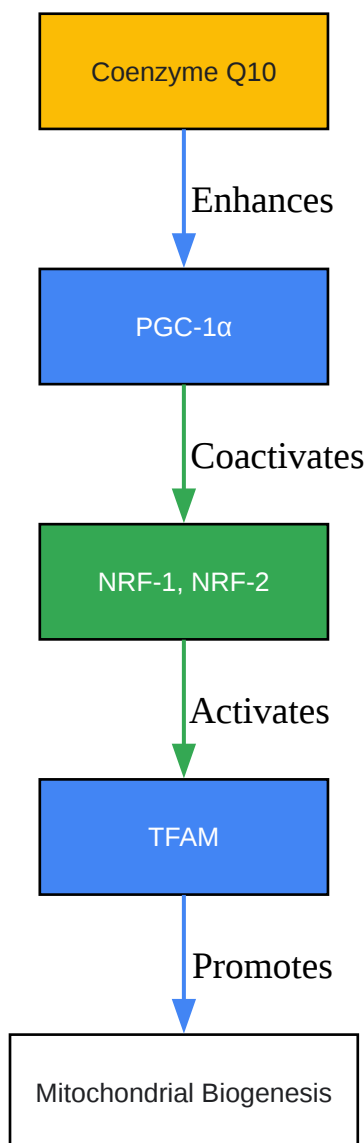 Coenzyme Q10
Enhances
PGC-1α
Coactivates
NRF-1, NRF-2
Activates
TFAM
Promotes
Mitochondrial Biogenesis